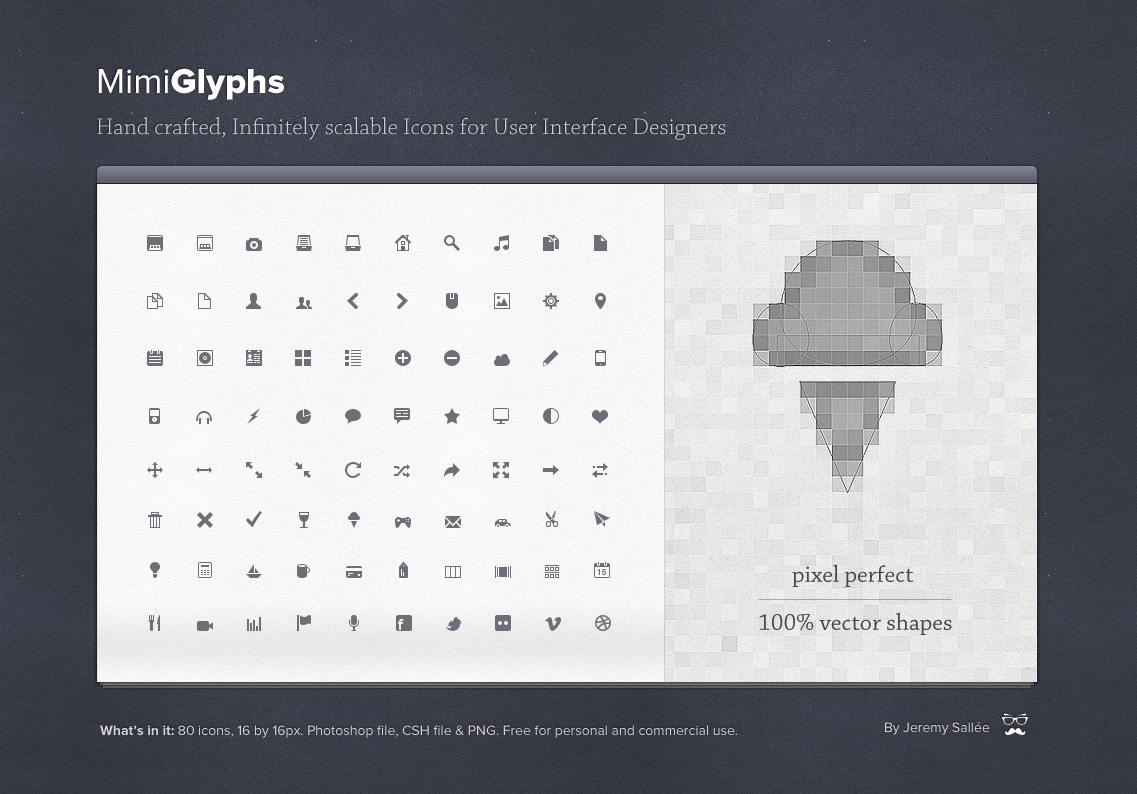 MimiGlyphs
Hand crafted, Infinitely scalable Icons for User Interface Designers
15
pixel perfect
100% vector shapes
What's in it: 80 icons, 16 by 16px. Photoshop file, CSH file & PNG. Free for personal and commercial use.
By Jeremy Sallée